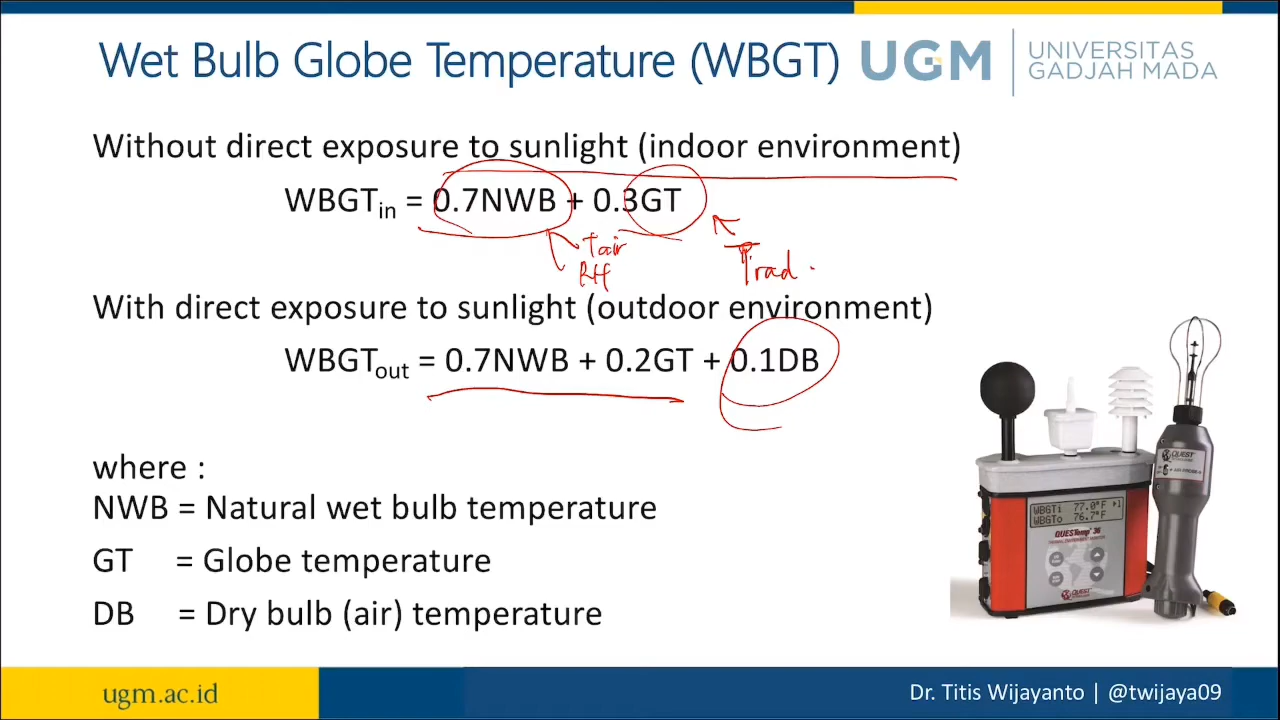 Wet Bulb Globe Temperature (WBGT)
UGM
UNIVERSITAS
GADJAH MADA
Without direct exposure to sunlight (indoor environment)
WBGTin = 0.7NWB + 0.3GT
Tair
RH
Trad
With direct exposure to sunlight (outdoor environment)
WBGTout = 0.7NWB + 0.2GT + 0.1DB
where :
NWB = Natural wet bulb temperature
GT = Globe temperature
DB = Dry bulb (air) temperature
WBGTi 77.0°F
WBGTo 76.7°F
QUESTemp° 36
QUEST
QUEST
ugm.ac.id
Dr. Titis Wijayanto | @twijaya09